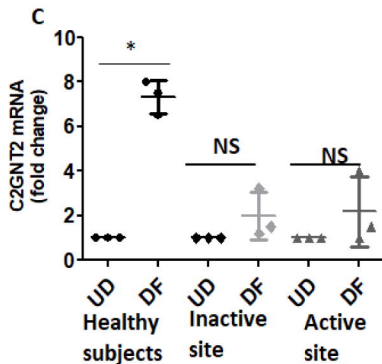 C
C2GNT2 mRNA
(fold change)
10
8
6
4
2
0
*
NS
NS
UD
DF
UD
DF
UD
DF
Healthy
subjects
Inactive
site
Active
site